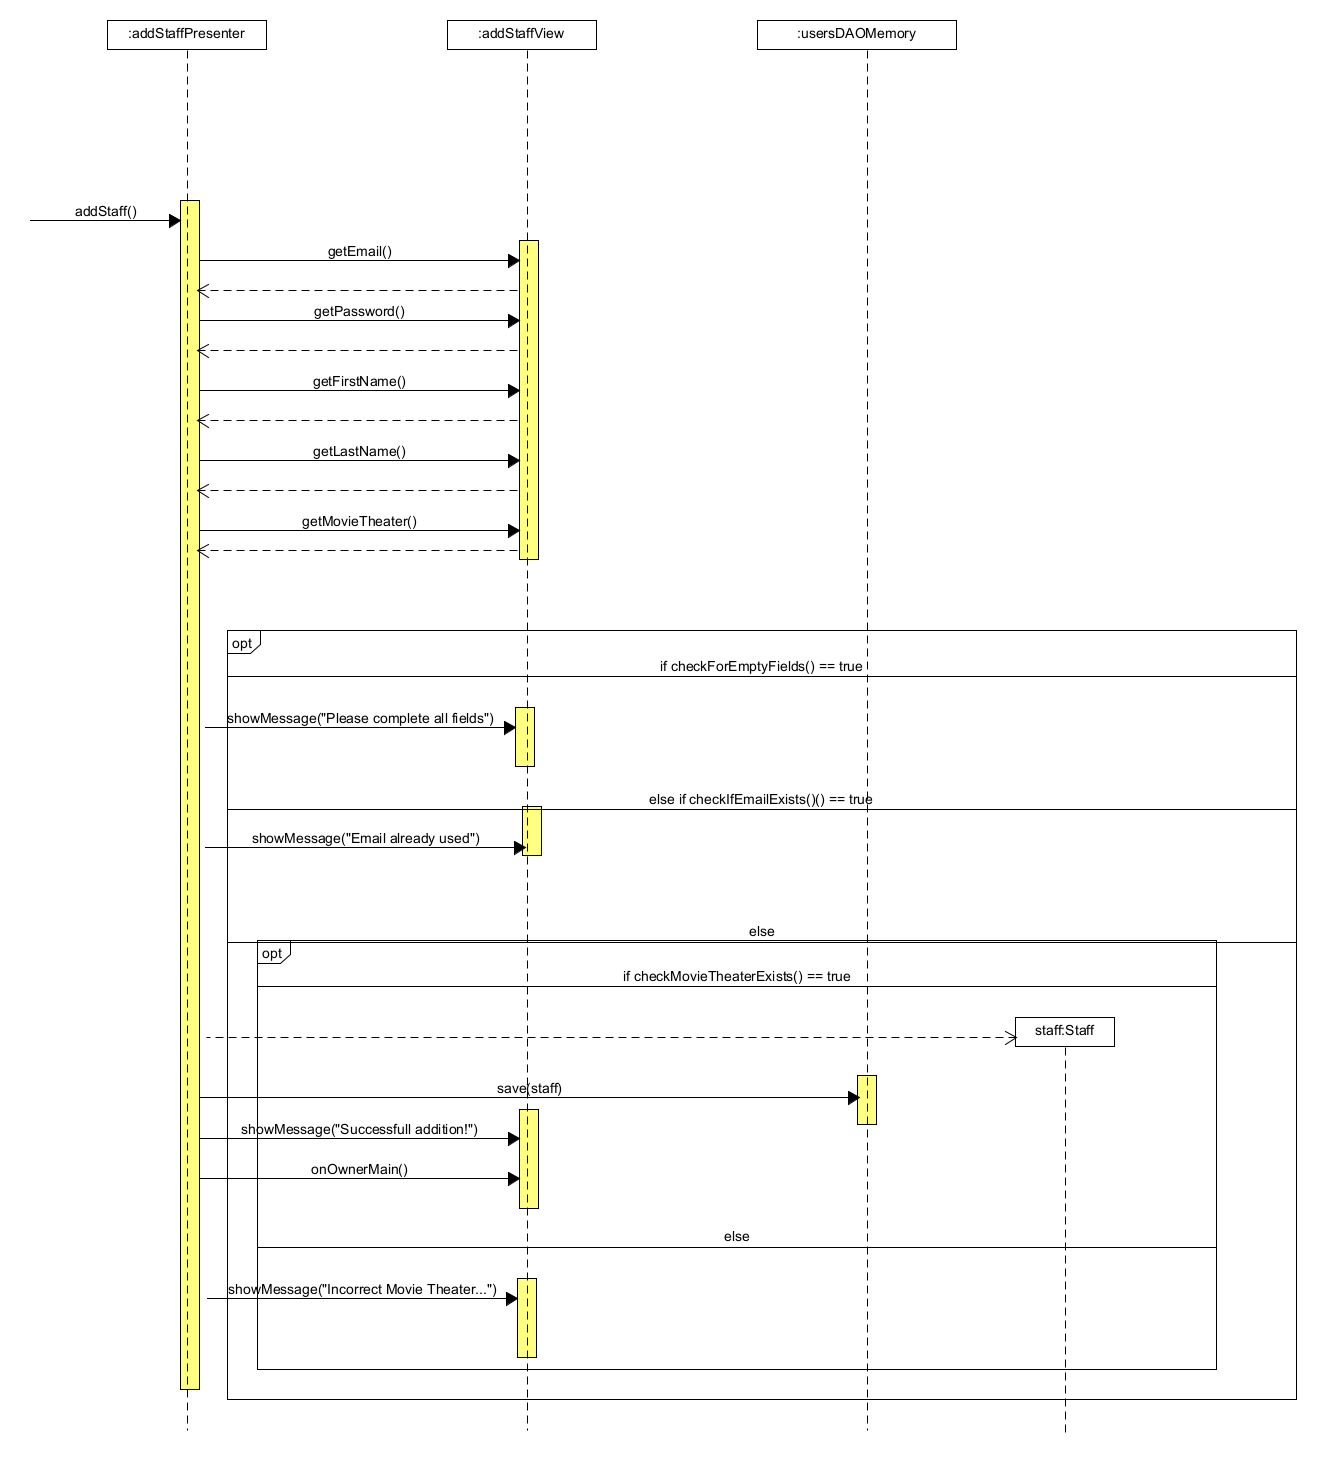 :addStaffPresenter
:addStaffView
:usersDAOMemory
addStaff()
getEmail()
getPassword()
getFirstName()
getLastName()
getMovieTheater()
opt
if checkForEmptyFields() == true
showMessage("Please complete all fields")
else if checkIfEmailExists()() == true
showMessage("Email already used")
else
opt
if checkMovieTheaterExists() == true
staff:Staff
save(staff)
showMessage("Successfull addition!")
onOwnerMain()
else
showMessage("Incorrect Movie Theater...")